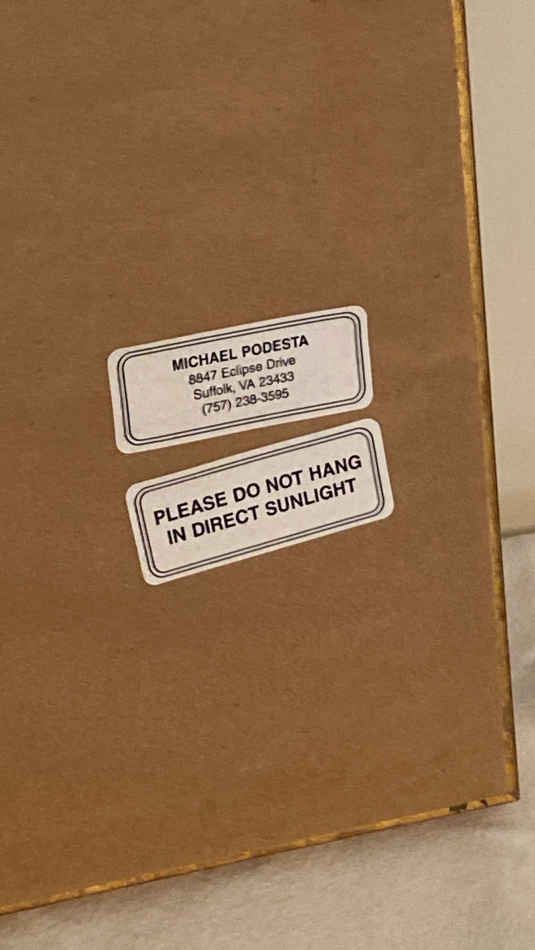 MICHAEL PODESTA
8847 Eclipse Drive
Suffolk, VA 23433
(757) 238-3595
PLEASE DO NOT HANG
IN DIRECT SUNLIGHT